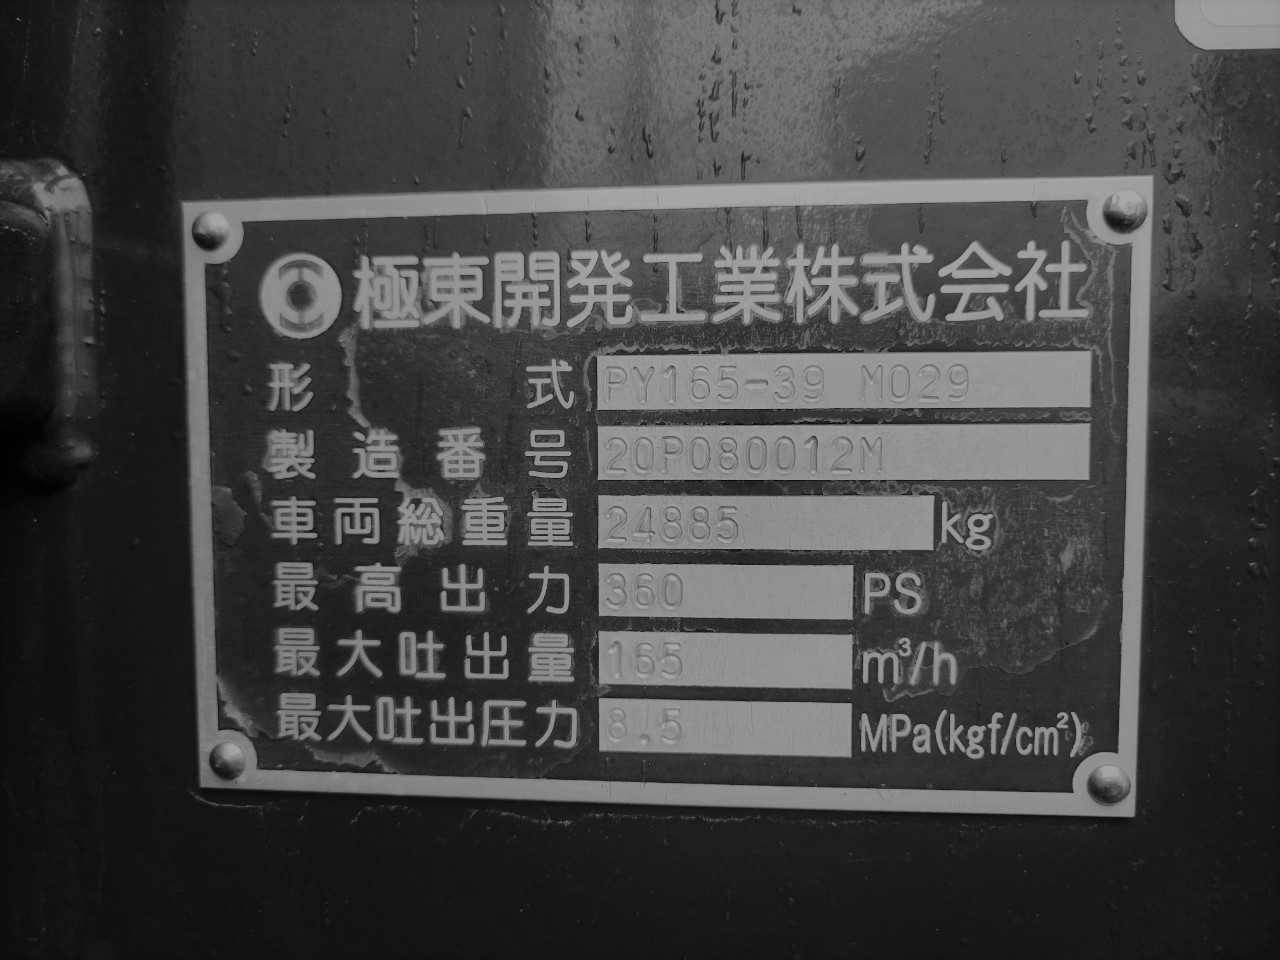 極東開発工業株式会社
形式 PY165-39 M029
製造番号 20P080012M
車両総重量 24885 kg
最高出力 360 PS
最大吐出量 165 m³/h
最大吐出圧力 8.5 MPa(kgf/cm²)